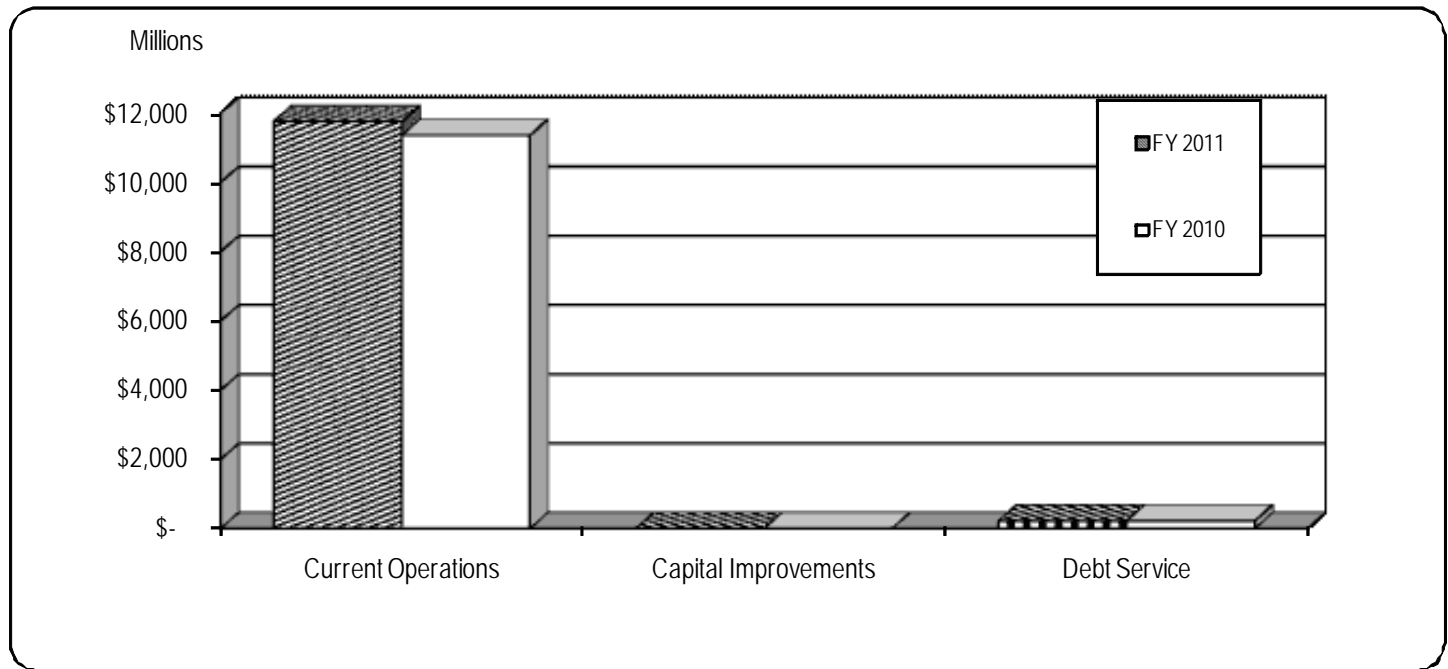 Millions
$12,000
$10,000
$8,000
$6,000
$4,000
$2,000
$-
FY 2011
FY 2010
Current Operations
Capital Improvements
Debt Service